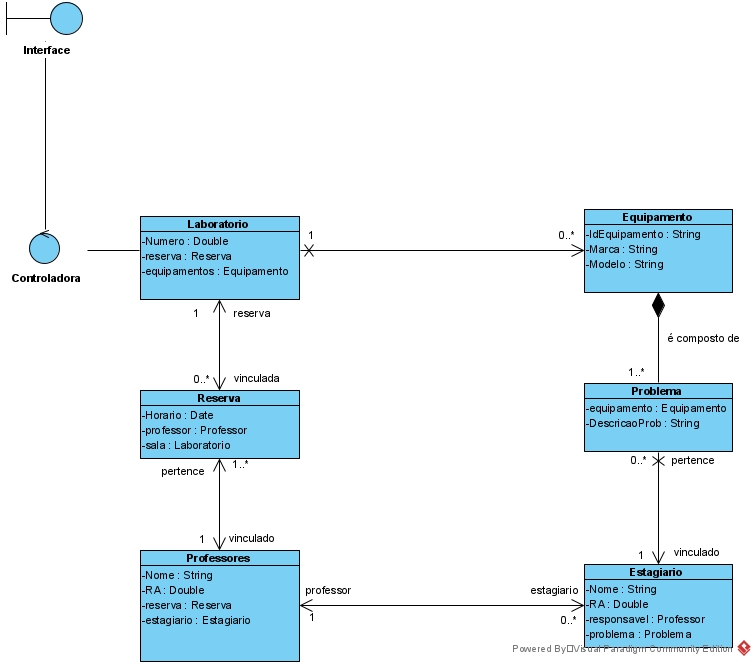 Interface
Controladora
Laboratorio
-Numero : Double
-reserva : Reserva
-equipamentos : Equipamento
1
0..*
Equipamento
-IdEquipamento : String
-Marca : String
-Modelo : String
1
reserva
é composto de
0..*
vinculada
1..*
Reserva
-Horario : Date
-professor : Professor
-sala : Laboratorio
Problema
-equipamento : Equipamento
-DescricaoProb : String
pertence
1..*
0..*
pertence
1
vinculado
1
vinculado
Professores
-Nome : String
-RA : Double
-reserva : Reserva
-estagiario : Estagiario
professor
1
estagiario
0..*
Estagiario
-Nome : String
-RA : Double
-responsavel : Professor
-problema : Problema
Powered By Visual Paradigm Community Edition